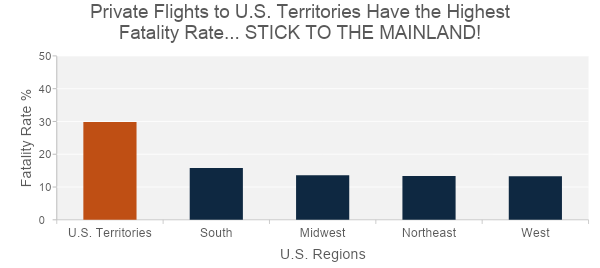 Private Flights to U.S. Territories Have the Highest
Fatality Rate... STICK TO THE MAINLAND!
50
40
30
20
10
0
Fatality Rate %
U.S. Territories
South
Midwest
Northeast
West
U.S. Regions